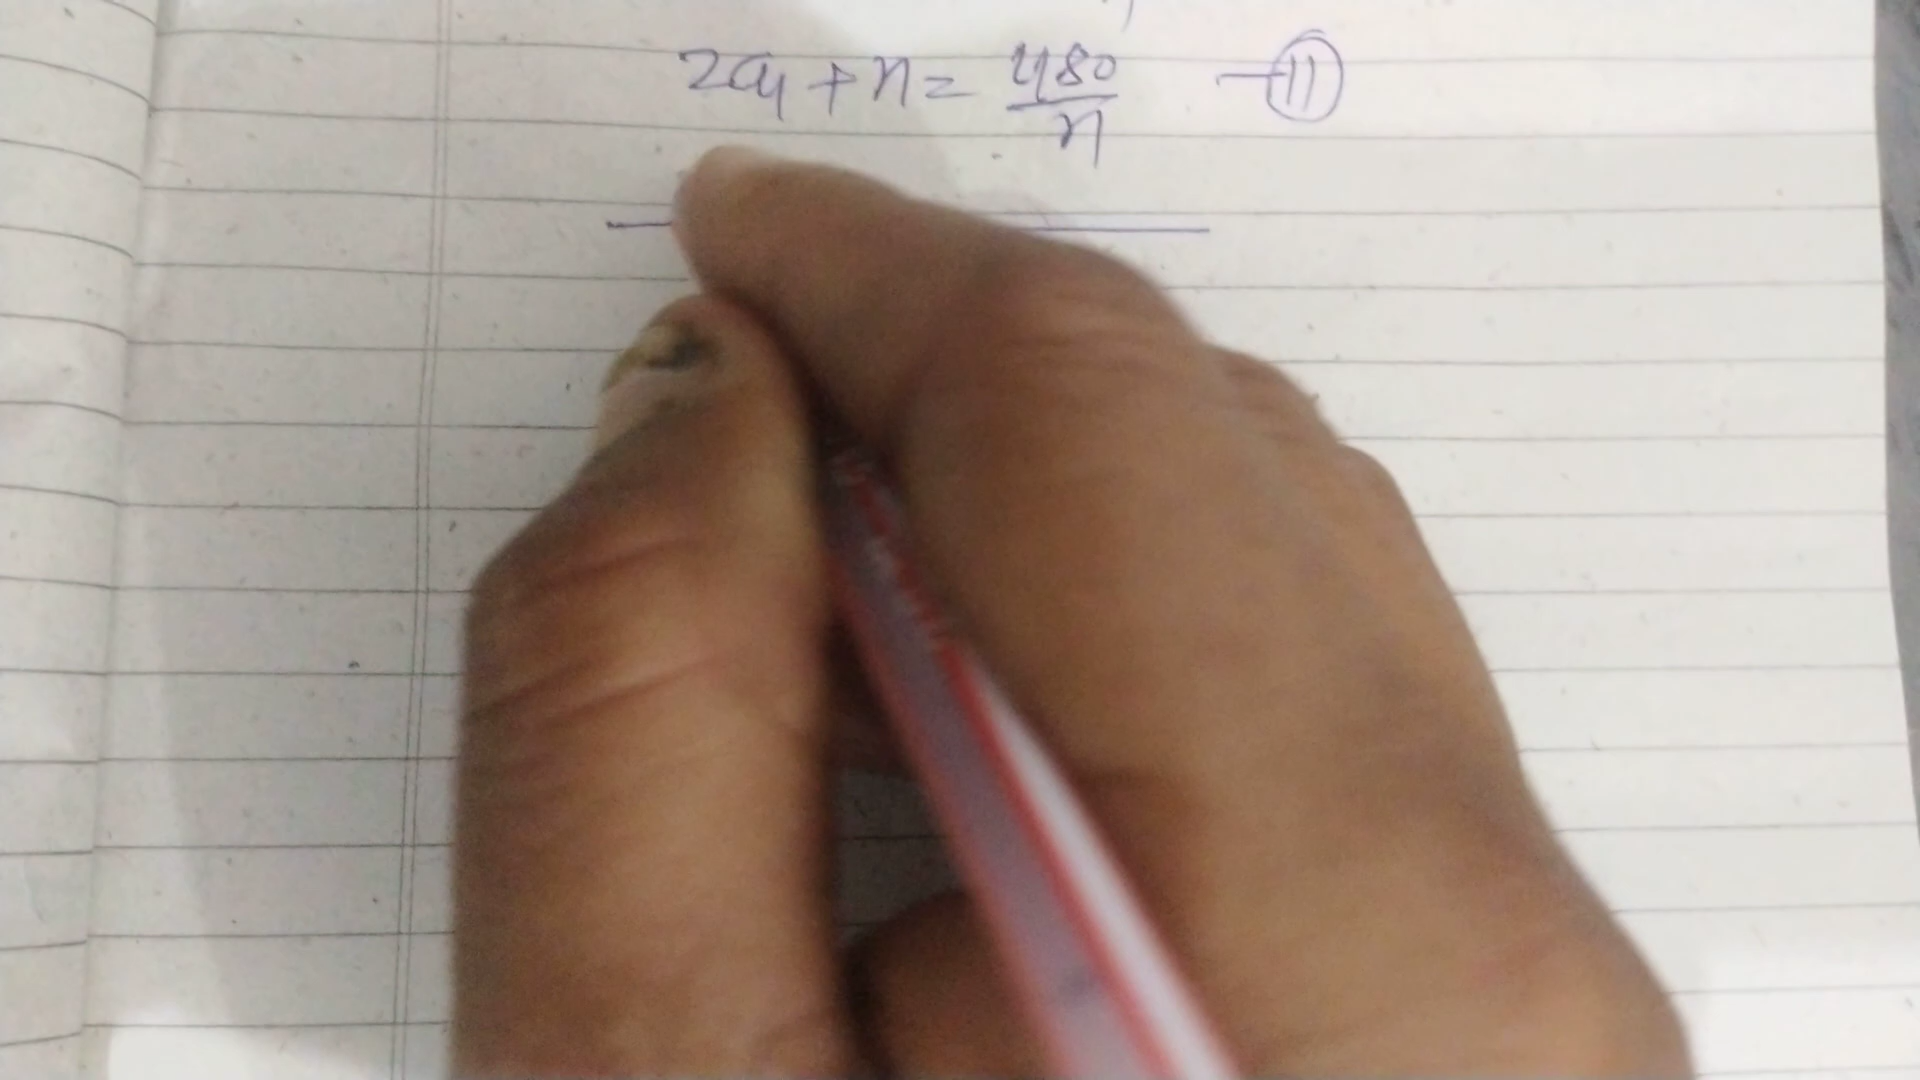 2a₁ + n = 480/n — (11)